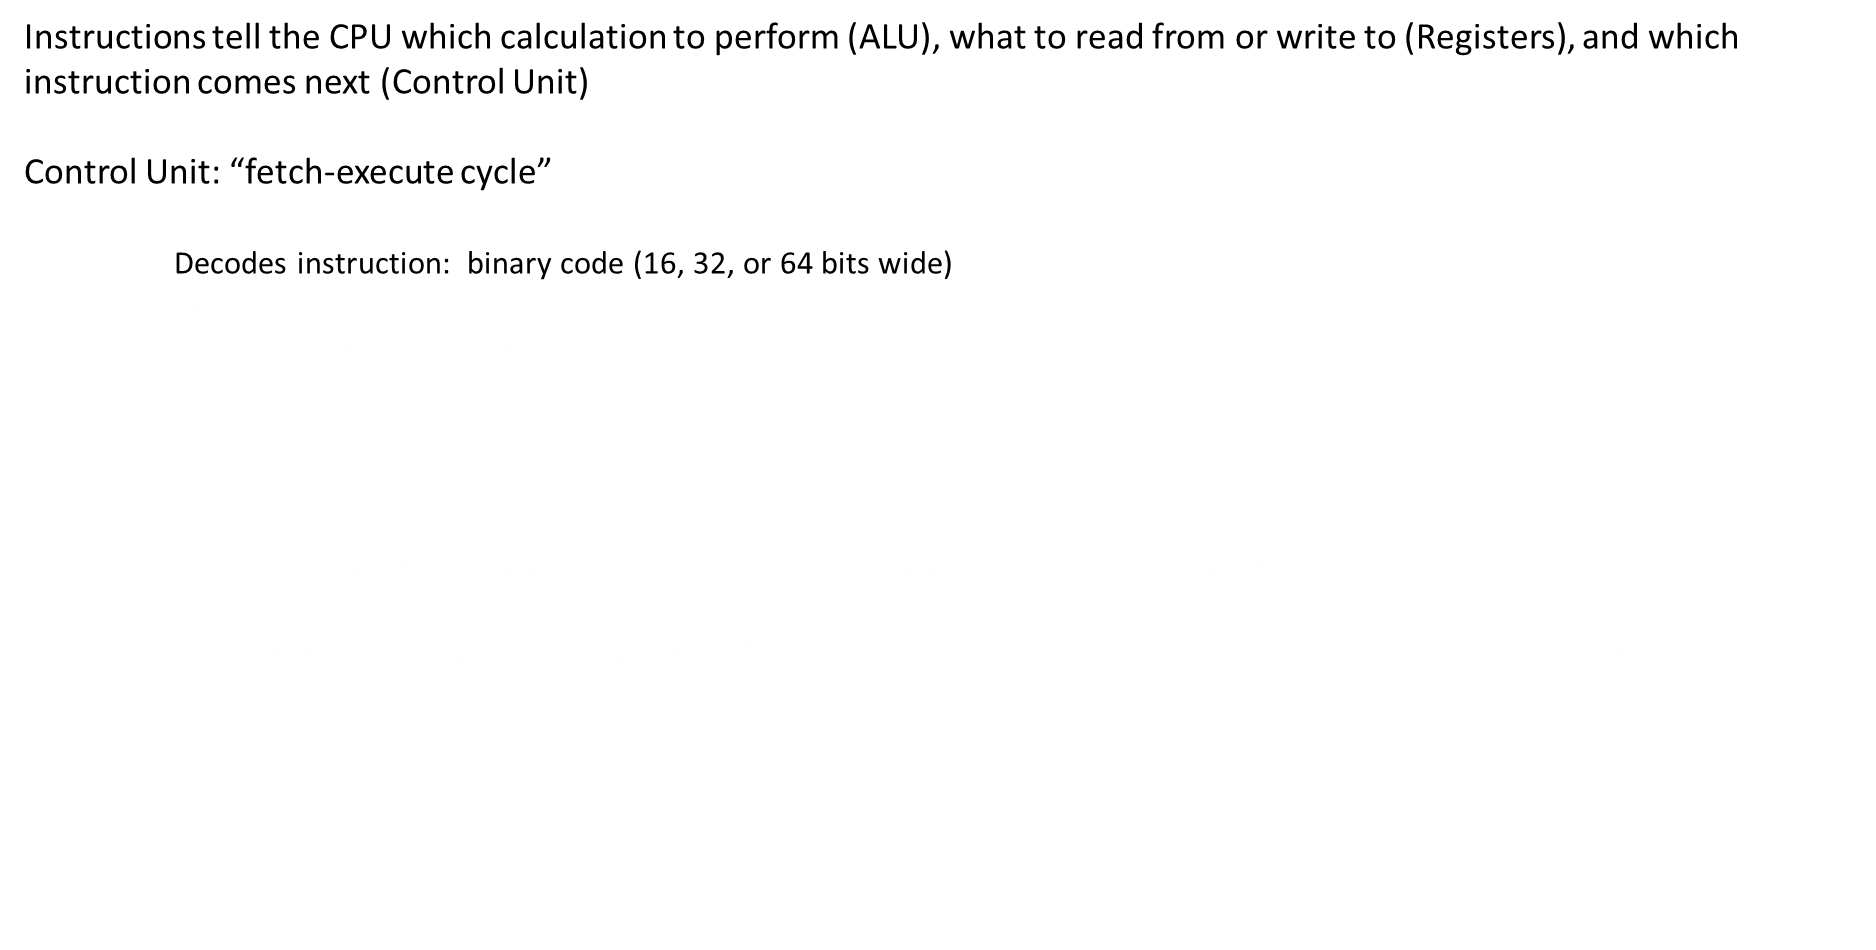 Instructions tell the CPU which calculation to perform (ALU), what to read from or write to (Registers), and which
instruction comes next (Control Unit)
Control Unit: “fetch-execute cycle”
Decodes instruction:  binary code (16, 32, or 64 bits wide)